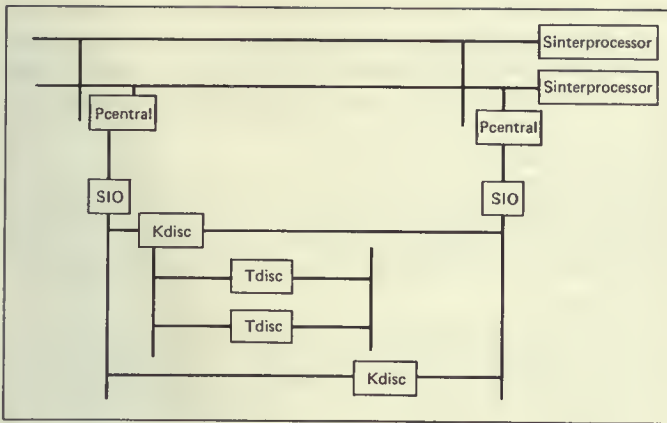 Sinterprocessor
Sinterprocessor
Pcentral
Pcentral
SIO
SIO
Kdisc
Tdisc
Tdisc
Kdisc